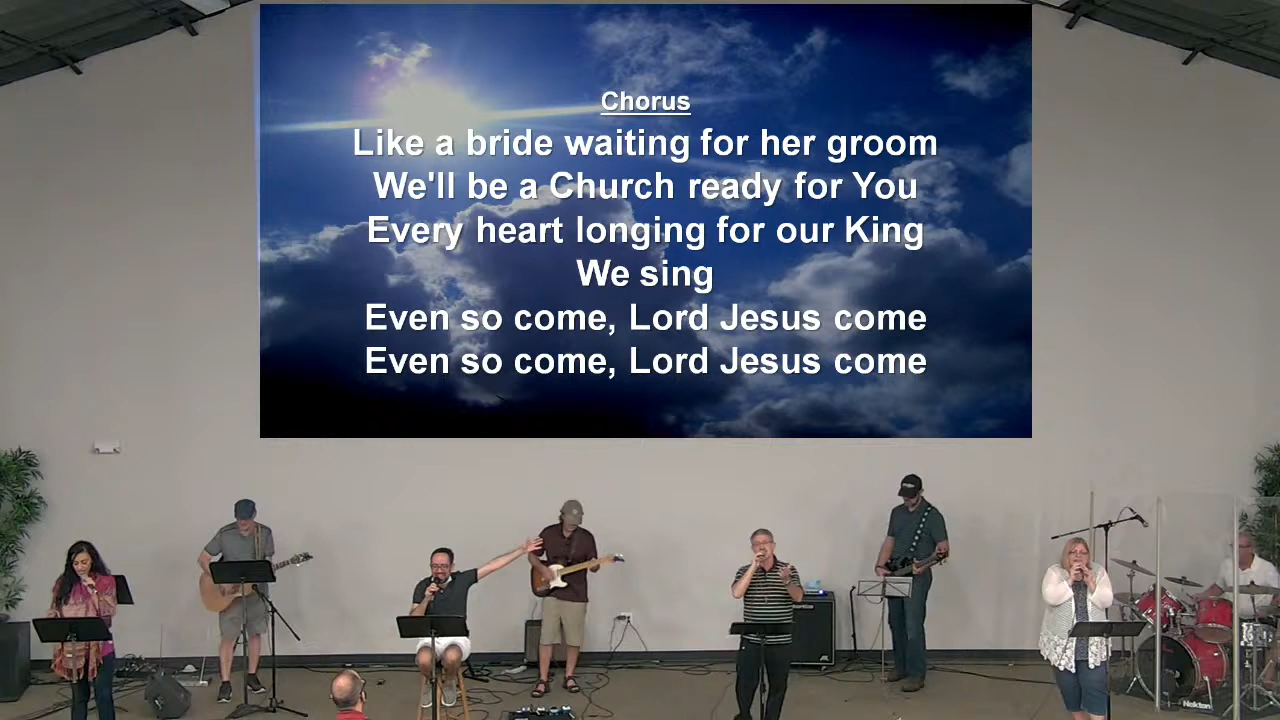 Chorus
Like a bride waiting for her groom
We'll be a Church ready for You
Every heart longing for our King
We sing
Even so come, Lord Jesus come
Even so come, Lord Jesus come